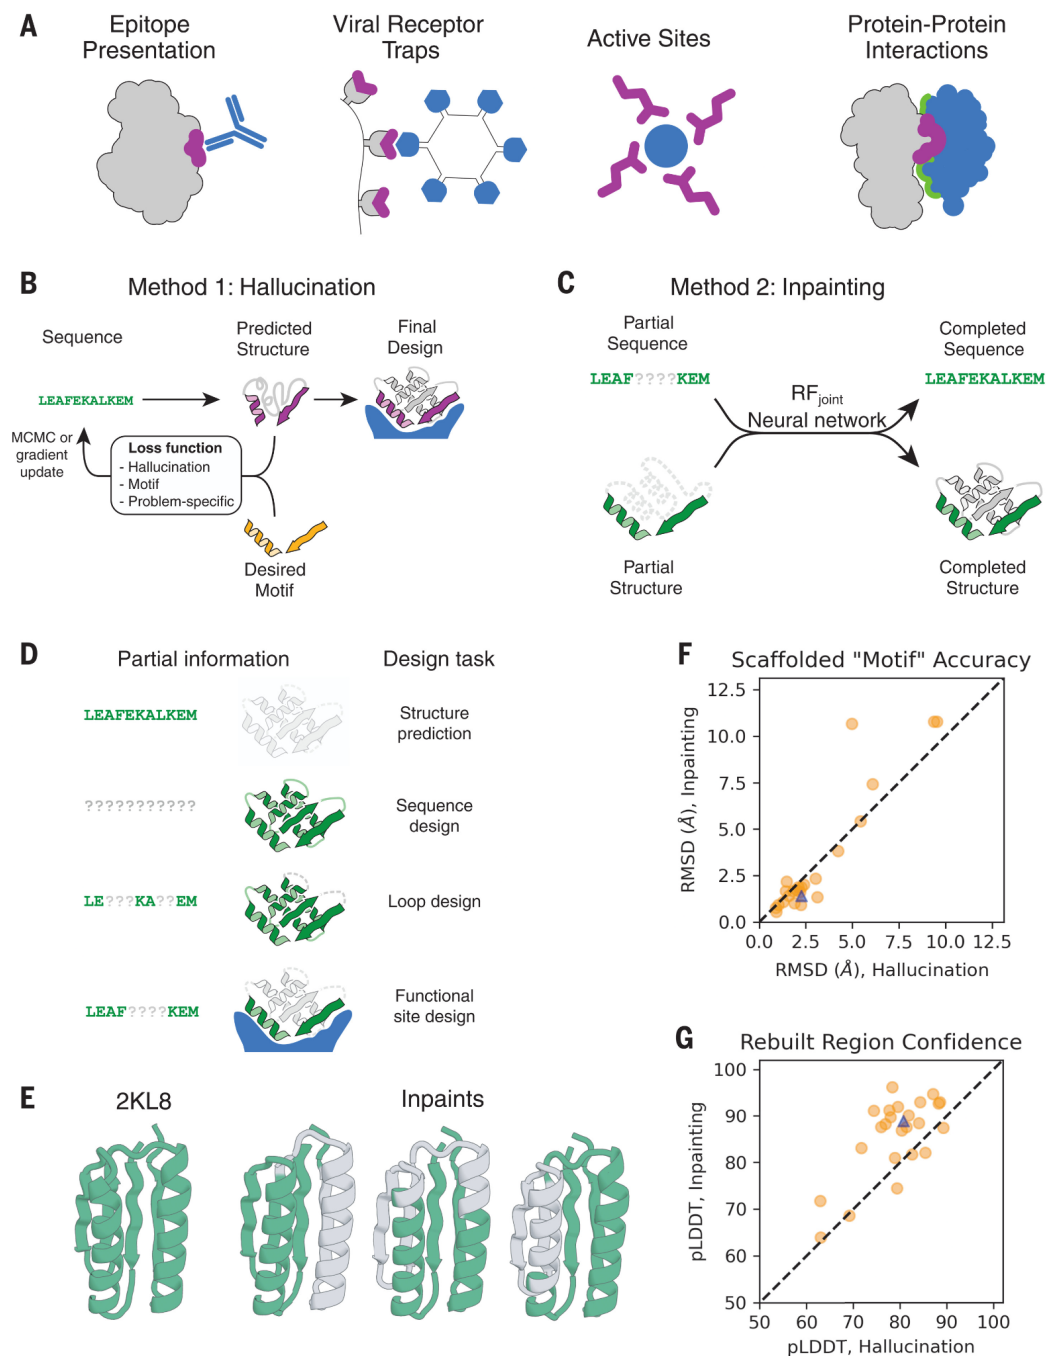 A
Epitope
Presentation
Viral Receptor
Traps
Active Sites
Protein-Protein
Interactions
B
Method 1: Hallucination
Sequence
Predicted
Structure
Final
Design
LEAFEKALKEM
MCMC or
gradient
update
Loss function
- Hallucination
- Motif
- Problem-specific
Desired
Motif
C
Method 2: Inpainting
Partial
Sequence
Completed
Sequence
LEAF????KEM
LEAFEKALKEM
RFjoint
Neural network
Partial
Structure
Completed
Structure
D
Partial information
Design task
LEAFEKALKEM
Structure
prediction
???????????
Sequence
design
LE???KA??EM
Loop design
LEAF????KEM
Functional
site design
E
2KL8
Inpaints
F
Scaffolded "Motif" Accuracy
RMSD (Å), Inpainting
12.5
10.0
7.5
5.0
2.5
0.0
0.0 2.5 5.0 7.5 10.0 12.5
RMSD (Å), Hallucination
G
Rebuilt Region Confidence
pLDDT, Inpainting
100
90
80
70
60
50
50 60 70 80 90 100
pLDDT, Hallucination